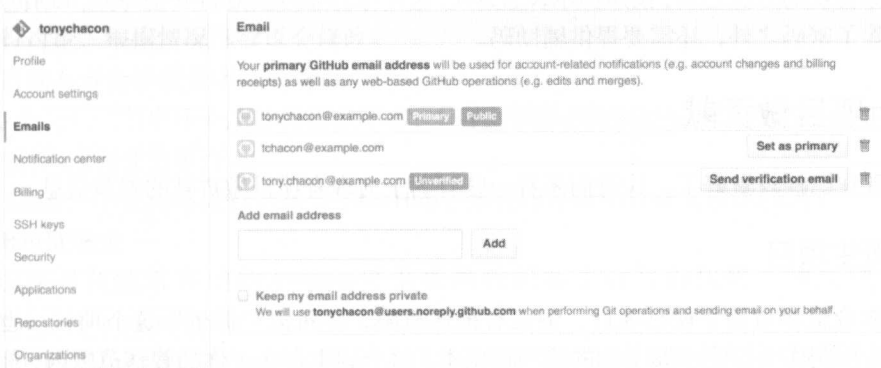 tonychacon
Profile
Account settings
Emails
Notification center
Billing
SSH keys
Security
Applications
Repositories
Organizations
Email
Your primary GitHub email address will be used for account-related notifications (e.g. account changes and billing
receipts) as well as any web-based GitHub operations (e.g. edits and merges).
tonychacon@example.com Primary Public
tchacon@example.com Set as primary
tony.chacon@example.com Unverified Send verification email
Add email address
Add
Keep my email address private
We will use tonychacon@users.noreply.github.com when performing Git operations and sending email on your behalf.